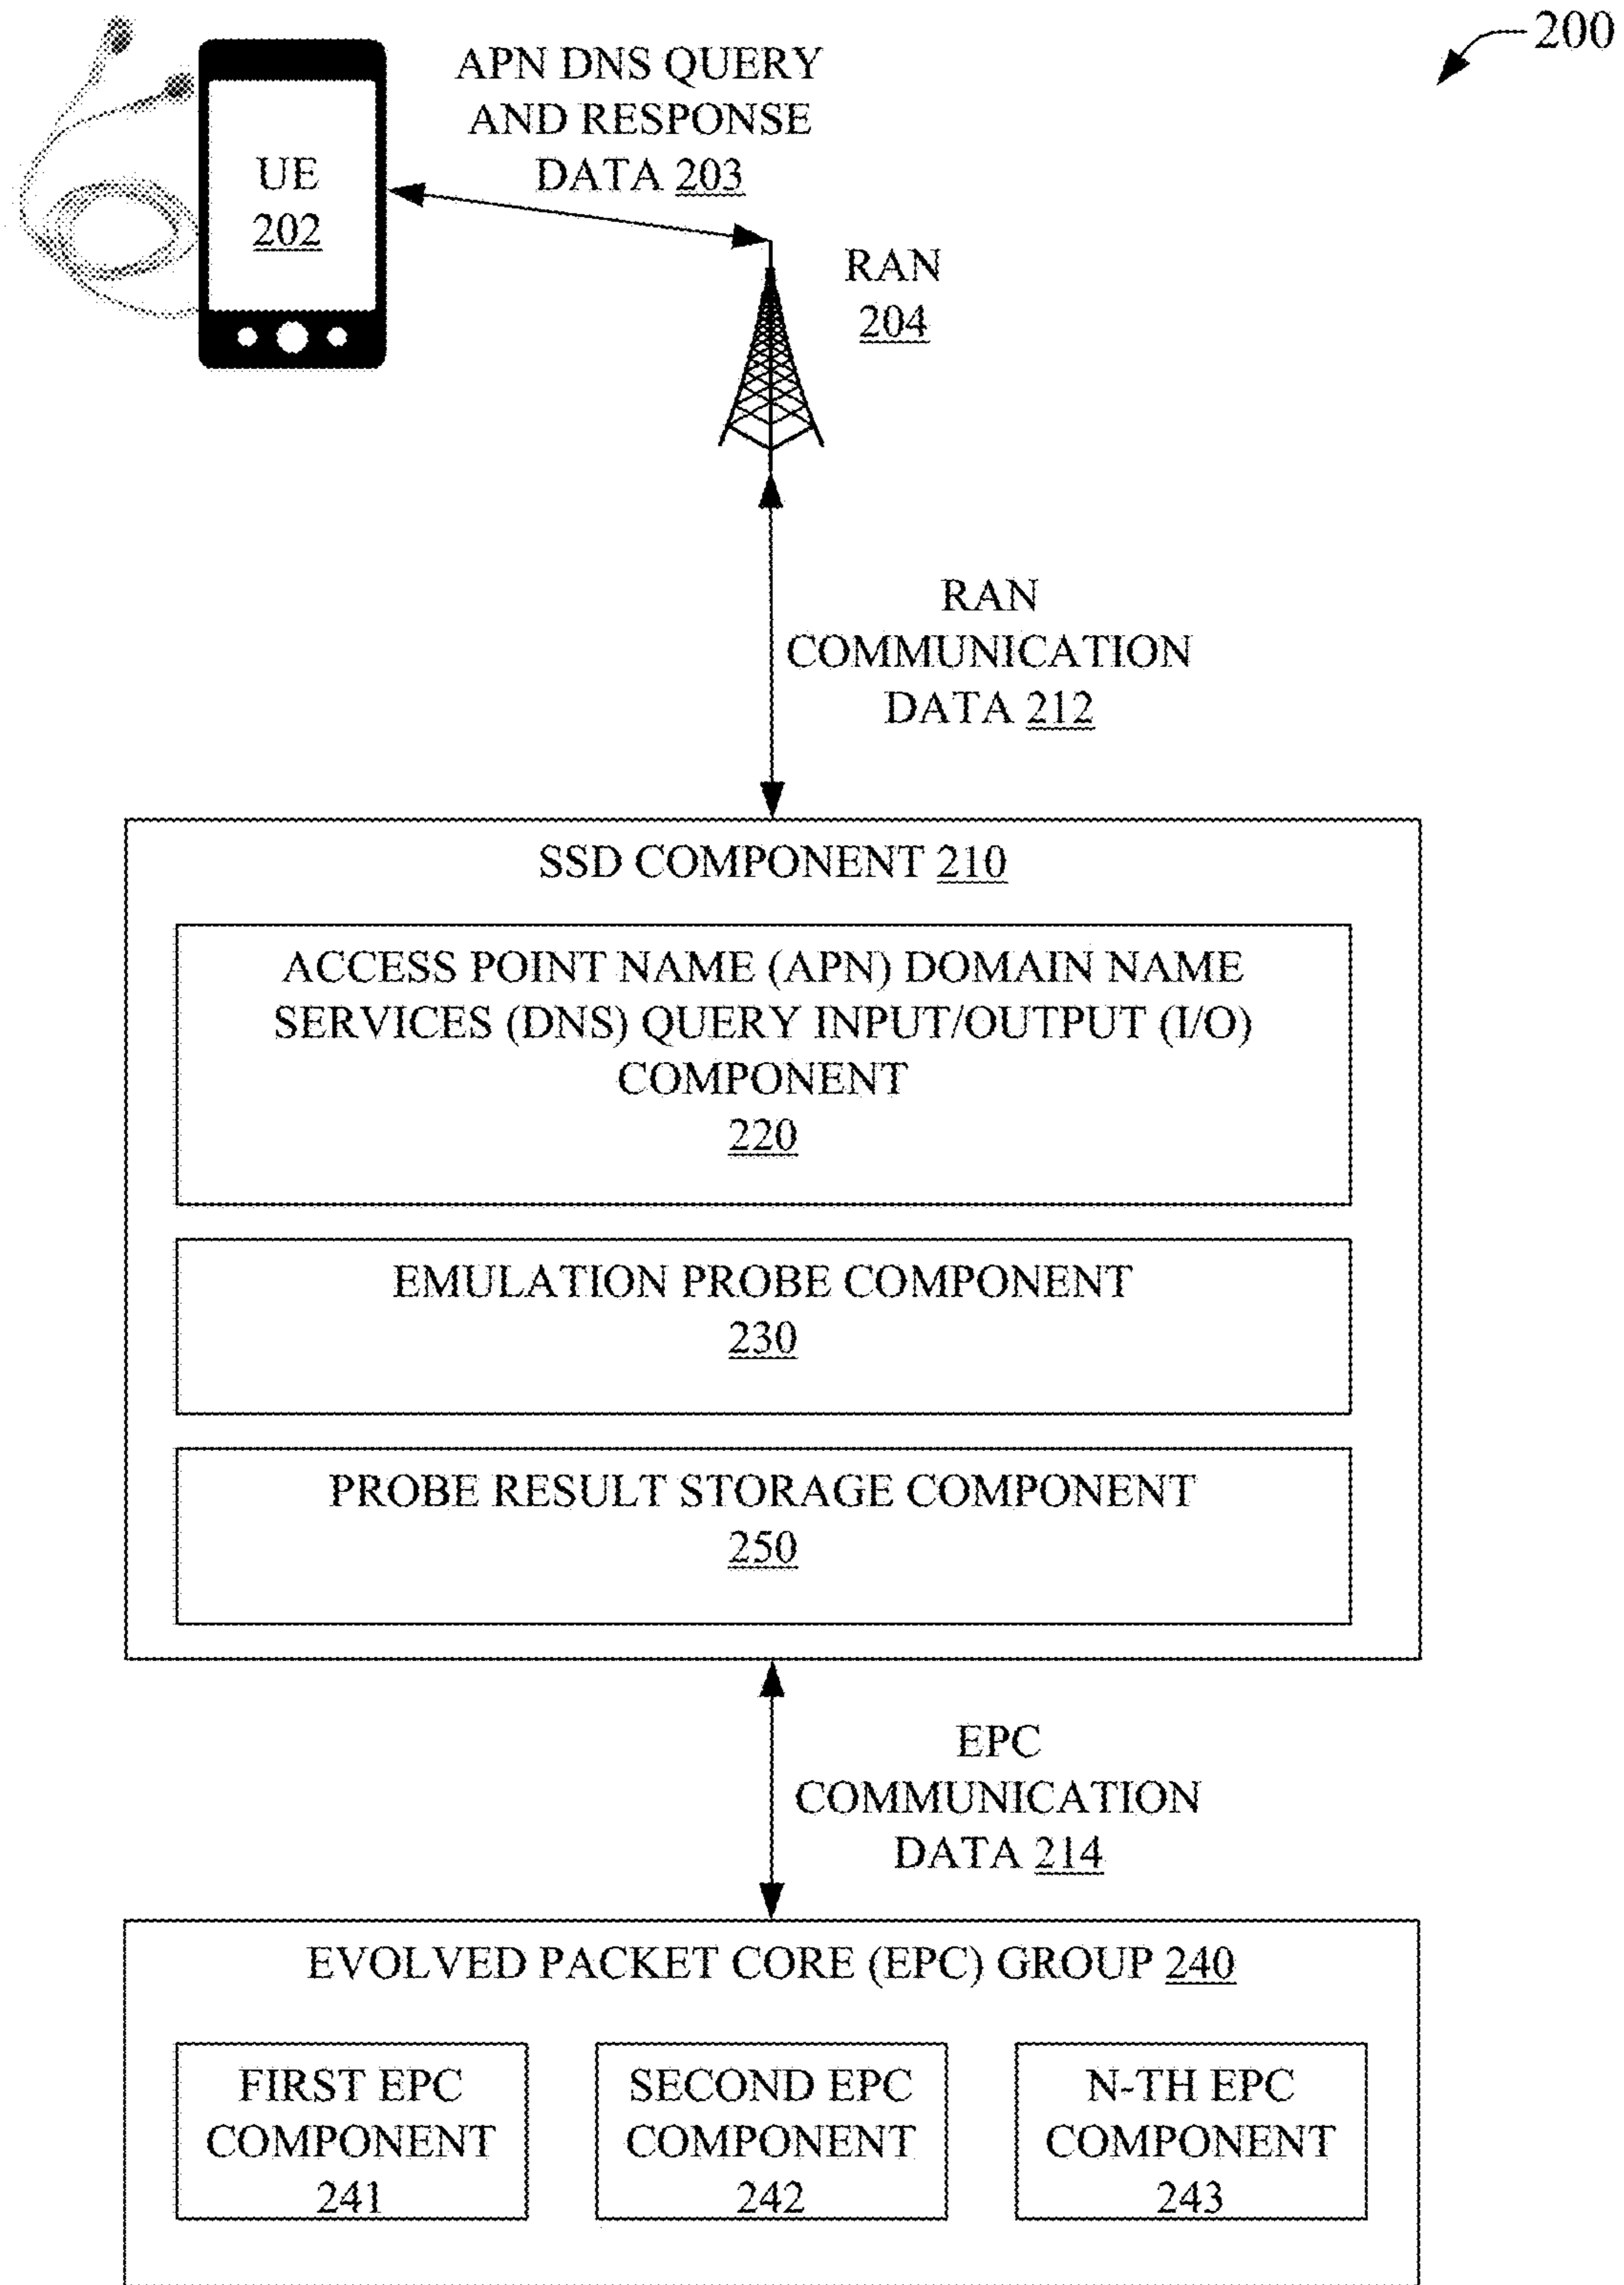 200
APN DNS QUERY
AND RESPONSE
DATA 203
UE
202
RAN
204
RAN
COMMUNICATION
DATA 212
SSD COMPONENT 210
ACCESS POINT NAME (APN) DOMAIN NAME
SERVICES (DNS) QUERY INPUT/OUTPUT (I/O)
COMPONENT
220
EMULATION PROBE COMPONENT
230
PROBE RESULT STORAGE COMPONENT
250
EPC
COMMUNICATION
DATA 214
EVOLVED PACKET CORE (EPC) GROUP 240
FIRST EPC
COMPONENT
241
SECOND EPC
COMPONENT
242
N-TH EPC
COMPONENT
243